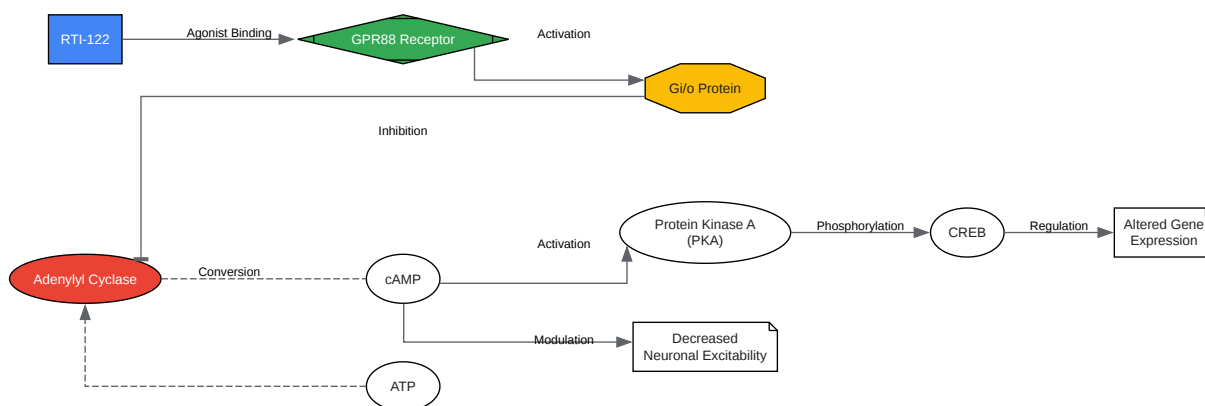 RTI-122
Agonist Binding
GPR88 Receptor
Activation
Gi/o Protein
Inhibition
Protein Kinase A
(PKA)
Phosphorylation
CREB
Regulation
Altered Gene
Expression
Activation
Adenylyl Cyclase
Conversion
cAMP
Modulation
Decreased
Neuronal Excitability
ATP